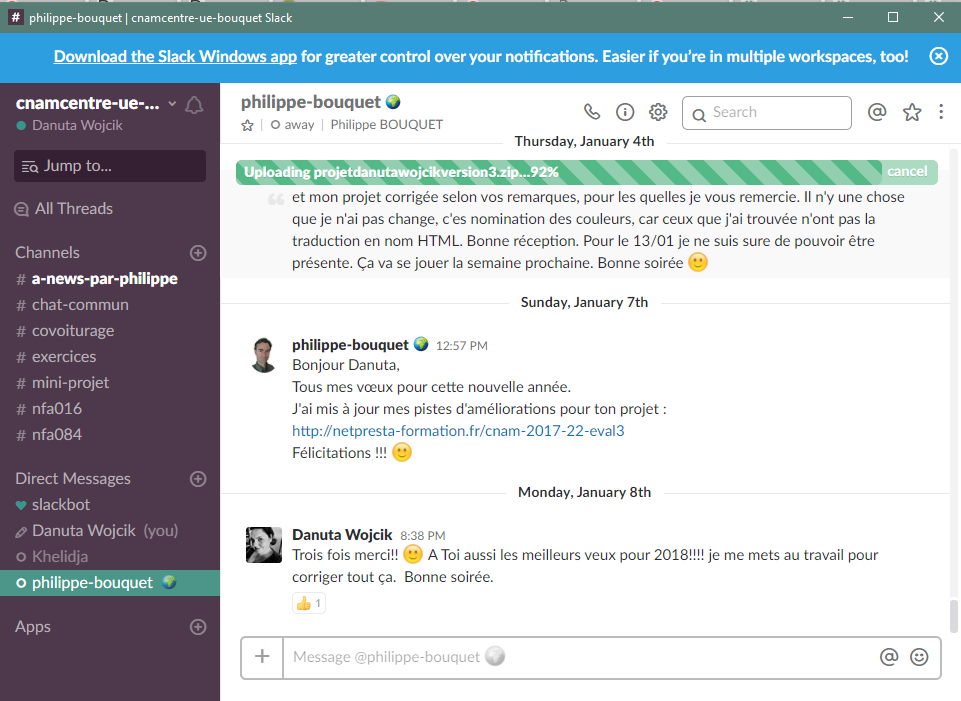 philippe-bouquet | cnamcentre-ue-bouquet Slack
Download the Slack Windows app for greater control over your notifications. Easier if you're in multiple workspaces, too!
cnamcentre-ue-...
Danuta Wojcik
Jump to...
All Threads
Channels
# a-news-par-philippe
# chat-commun
# covoiturage
# exercices
# mini-projet
# nfa016
# nfa084
Direct Messages
slackbot
Danuta Wojcik (you)
Khelidja
philippe-bouquet
Apps
philippe-bouquet
away | Philippe BOUQUET
Search
Thursday, January 4th
Uploading projetdanutawojcikversion3.zip...92%
cancel
et mon projet corrigée selon vos remarques, pour les quelles je vous remercie. Il n'y une chose
que je n'ai pas change, c'es nomination des couleurs, car ceux que j'ai trouvée n'ont pas la
traduction en nom HTML. Bonne réception. Pour le 13/01 je ne suis sure de pouvoir être
présente. Ça va se jouer la semaine prochaine. Bonne soirée 🙂
Sunday, January 7th
philippe-bouquet 12:57 PM
Bonjour Danuta,
Tous mes vœux pour cette nouvelle année.
J'ai mis à jour mes pistes d'améliorations pour ton projet :
http://netpresta-formation.fr/cnam-2017-22-eval3
Félicitations !!! 🙂
Monday, January 8th
Danuta Wojcik 8:38 PM
Trois fois merci!! 🙂 A Toi aussi les meilleurs veux pour 2018!!!! je me mets au travail pour
corriger tout ça. Bonne soirée.
👍 1
Message @philippe-bouquet